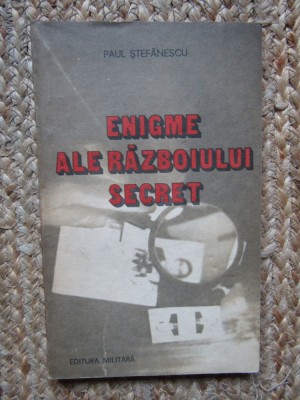 PAUL ȘTEFĂNESCU
ENIGME
ALE RĂZBOIULUI
SECRET
EDITURA MILITARĂ